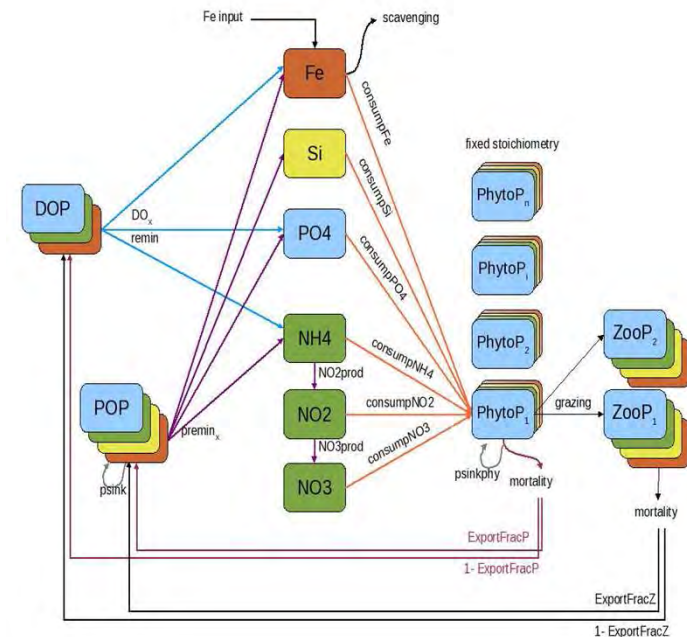 Fe input
scavenging
Fe
consumpFe
fixed stoichiometry
Si
consumpSi
PhytoPn
DOP
DOx
remin
PO4
consumpPO4
PhytoPi
NH4
consumpNH4
PhytoP2
ZooP2
NO2prod
POP
preminx
NO2
consumpNO2
PhytoP1
grazing
ZooP1
NO3prod
consumpNO3
psink
NO3
psinkphy
mortality
mortality
ExportFracP
1- ExportFracP
ExportFracZ
1- ExportFracZ